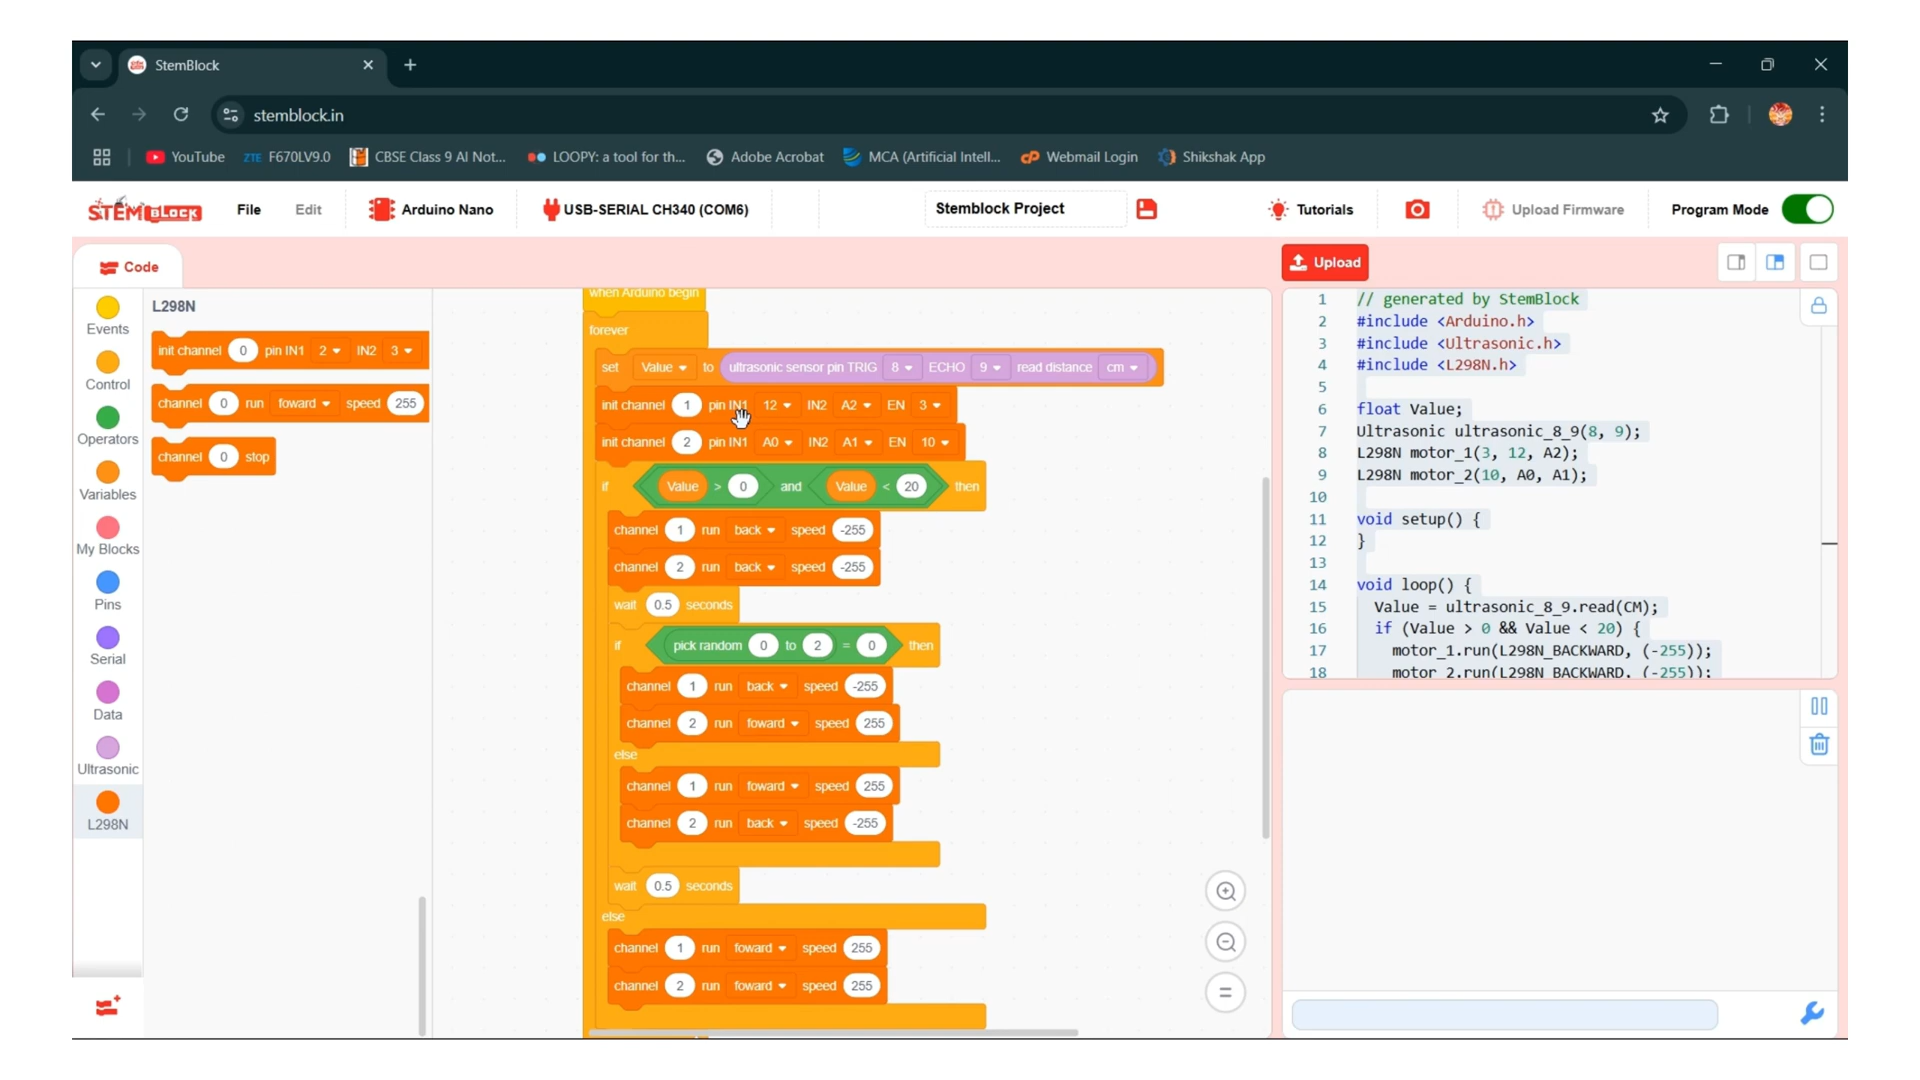 StemBlock
stemblock.in
YouTube ZTE F670LV9.0 CBSE Class 9 AI Not... LOOPY: a tool for th... Adobe Acrobat MCA (Artificial Intell... Webmail Login Shikshak App
STEM BLOCK File Edit Arduino Nano USB-SERIAL CH340 (COM6) Stemblock Project Tutorials Upload Firmware Program Mode
Code
Upload
Events
Control
Operators
Variables
My Blocks
Pins
Serial
Data
Ultrasonic
L298N
L298N
init channel 0 pin IN1 2 IN2 3
channel 0 run foward speed 255
channel 0 stop
when Arduino begin
forever
set Value to ultrasonic sensor pin TRIG 8 ECHO 9 read distance cm
init channel 1 pin IN1 12 IN2 A2 EN 3
init channel 2 pin IN1 A0 IN2 A1 EN 10
if Value > 0 and Value < 20 then
channel 1 run back speed -255
channel 2 run back speed -255
wait 0.5 seconds
if pick random 0 to 2 = 0 then
channel 1 run back speed -255
channel 2 run foward speed 255
else
channel 1 run foward speed 255
channel 2 run back speed -255
wait 0.5 seconds
else
channel 1 run foward speed 255
channel 2 run foward speed 255
1 // generated by StemBlock
2 #include <Arduino.h>
3 #include <Ultrasonic.h>
4 #include <L298N.h>
5
6 float Value;
7 Ultrasonic ultrasonic_8_9(8, 9);
8 L298N motor_1(3, 12, A2);
9 L298N motor_2(10, A0, A1);
10
11 void setup() {
12 }
13
14 void loop() {
15 Value = ultrasonic_8_9.read(CM);
16 if (Value > 0 && Value < 20) {
17 motor_1.run(L298N_BACKWARD, (-255));
18 motor_2.run(L298N_BACKWARD, (-255));